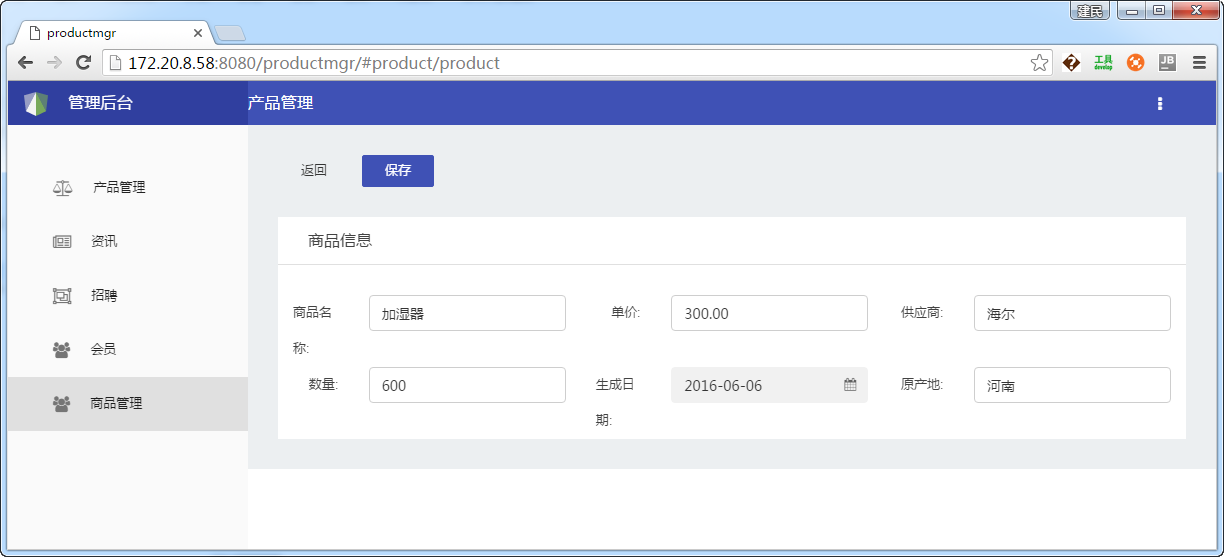 建民
productmgr
172.20.8.58:8080/productmgr/#product/product
工具
develop
JB
管理后台
产品管理
产品管理
资讯
招聘
会员
商品管理
返回
保存
商品信息
商品名称:
加湿器
单价:
300.00
供应商:
海尔
数量:
600
生成日期:
2016-06-06
原产地:
河南